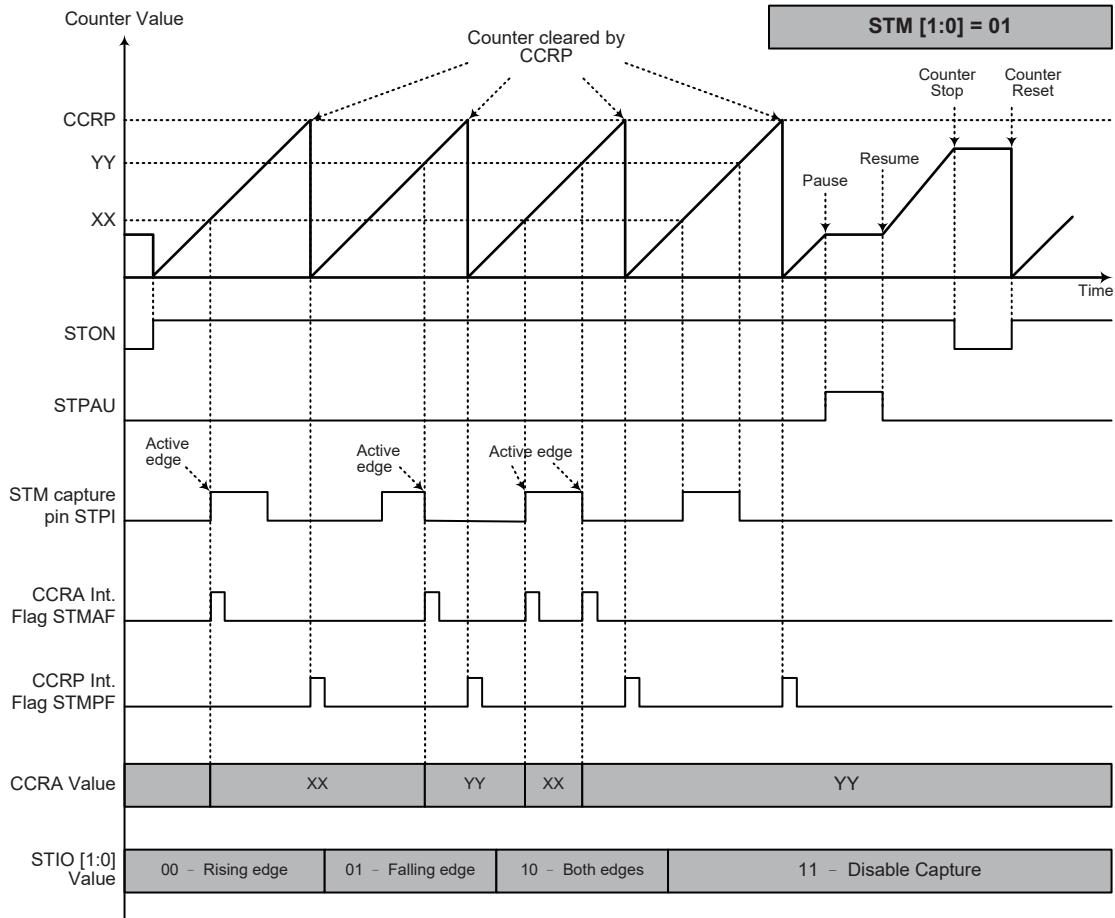 Counter Value
STM [1:0] = 01
Counter cleared by
CCRP
Counter
Stop
Counter
Reset
CCRP
YY
XX
Pause
Resume
Time
STON
STPAU
Active
edge
Active
edge
Active edge
STM capture
pin STPI
CCRA Int.
Flag STMAF
CCRP Int.
Flag STMPF
CCRA Value
XX
YY
XX
YY
STIO [1:0]
Value
00 – Rising edge
01 – Falling edge
10 – Both edges
11 – Disable Capture